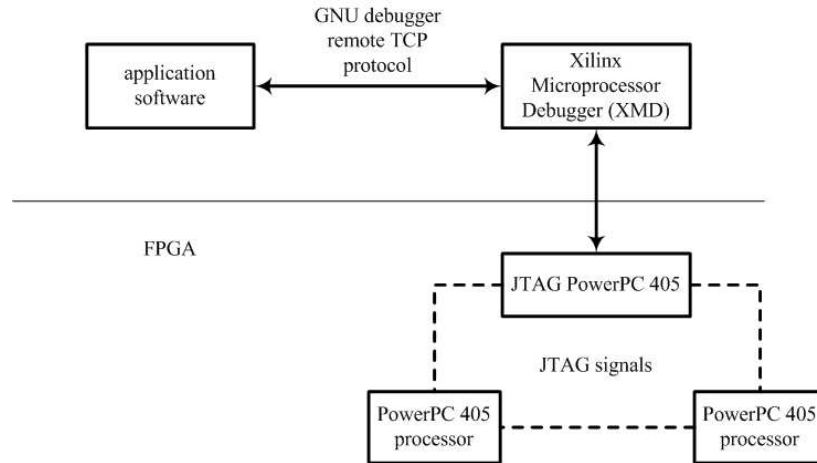 GNU debugger
remote TCP
protocol
application
software
Xilinx
Microprocessor
Debugger (XMD)
FPGA
JTAG PowerPC 405
JTAG signals
PowerPC 405
processor
PowerPC 405
processor